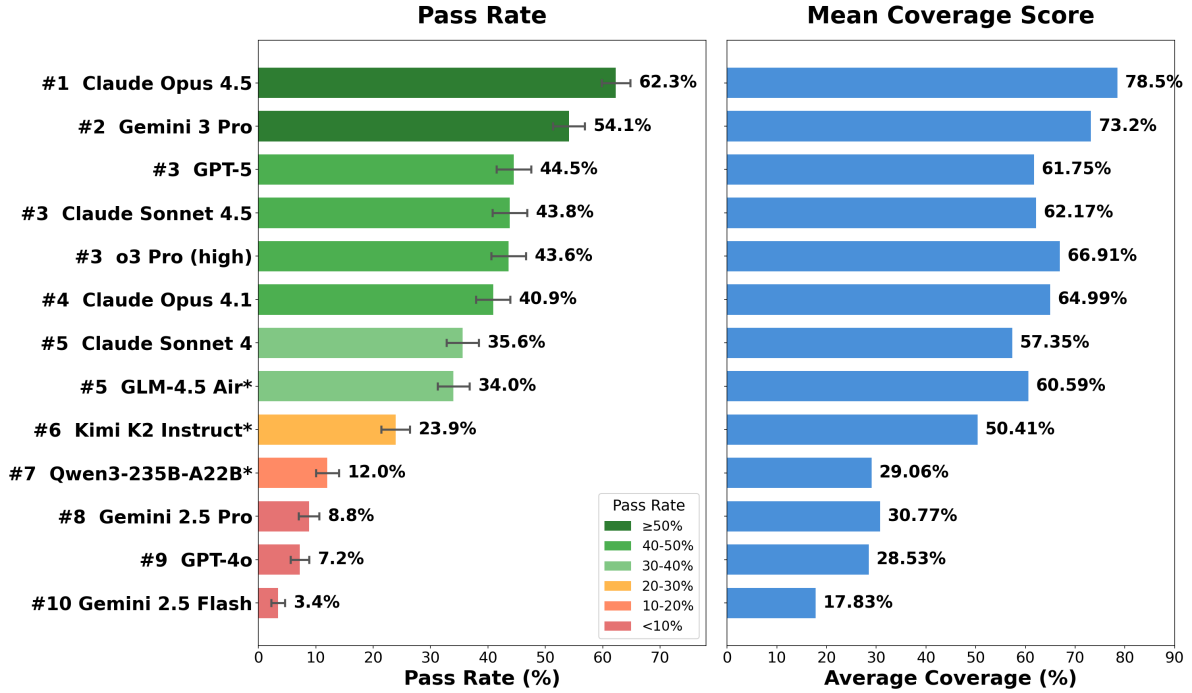 Pass Rate
Mean Coverage Score
#1 Claude Opus 4.5
62.3%
78.5%
#2 Gemini 3 Pro
54.1%
73.2%
#3 GPT-5
44.5%
61.75%
#3 Claude Sonnet 4.5
43.8%
62.17%
#3 o3 Pro (high)
43.6%
66.91%
#4 Claude Opus 4.1
40.9%
64.99%
#5 Claude Sonnet 4
35.6%
57.35%
#5 GLM-4.5 Air*
34.0%
60.59%
#6 Kimi K2 Instruct*
23.9%
50.41%
#7 Qwen3-235B-A22B*
12.0%
29.06%
#8 Gemini 2.5 Pro
8.8%
30.77%
#9 GPT-4o
7.2%
28.53%
#10 Gemini 2.5 Flash
3.4%
17.83%
Pass Rate
≥50%
40-50%
30-40%
20-30%
10-20%
<10%
0 10 20 30 40 50 60 70
0 10 20 30 40 50 60 70 80 90
Pass Rate (%)
Average Coverage (%)